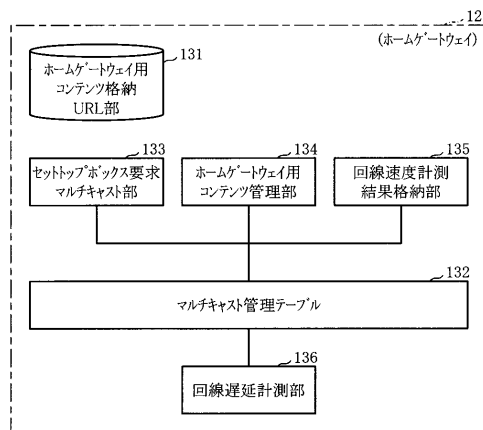 12
(ホームゲートウェイ)
131
ホームゲートウェイ用
コンテンツ格納
URL部
133
セットトップボックス要求
マルチキャスト部
134
ホームゲートウェイ用
コンテンツ管理部
135
回線速度計測
結果格納部
132
マルチキャスト管理テーブル
136
回線遅延計測部